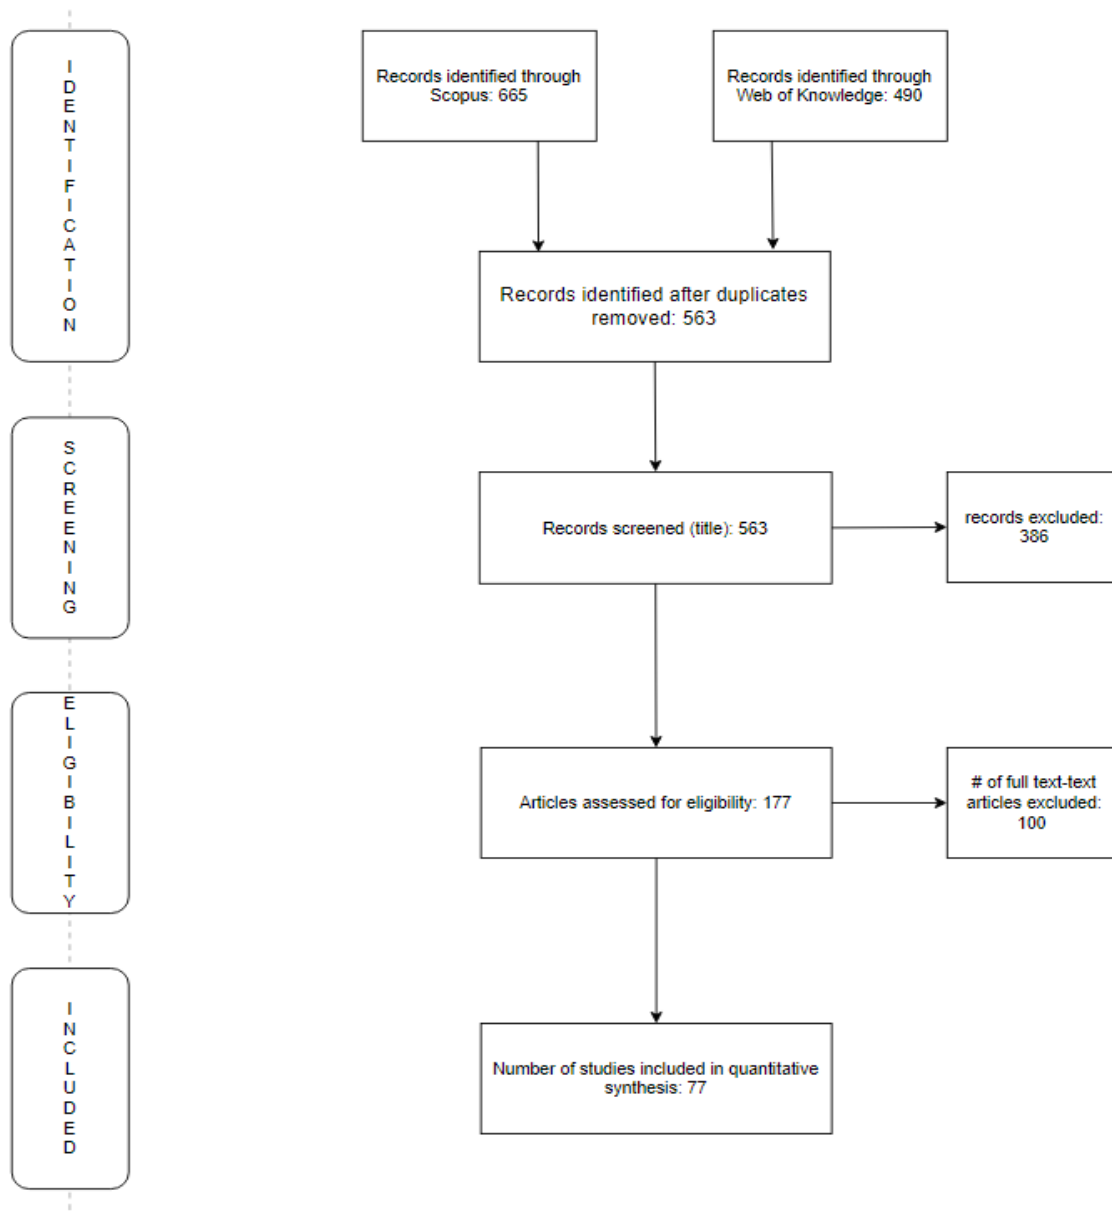 IDENTIFICATION
Records identified through
Scopus: 665
Records identified through
Web of Knowledge: 490
Records identified after duplicates
removed: 563
SCREENING
Records screened (title): 563
records excluded:
386
ELIGIBILITY
Articles assessed for eligibility: 177
# of full text-text
articles excluded:
100
INCLUDED
Number of studies included in quantitative
synthesis: 77